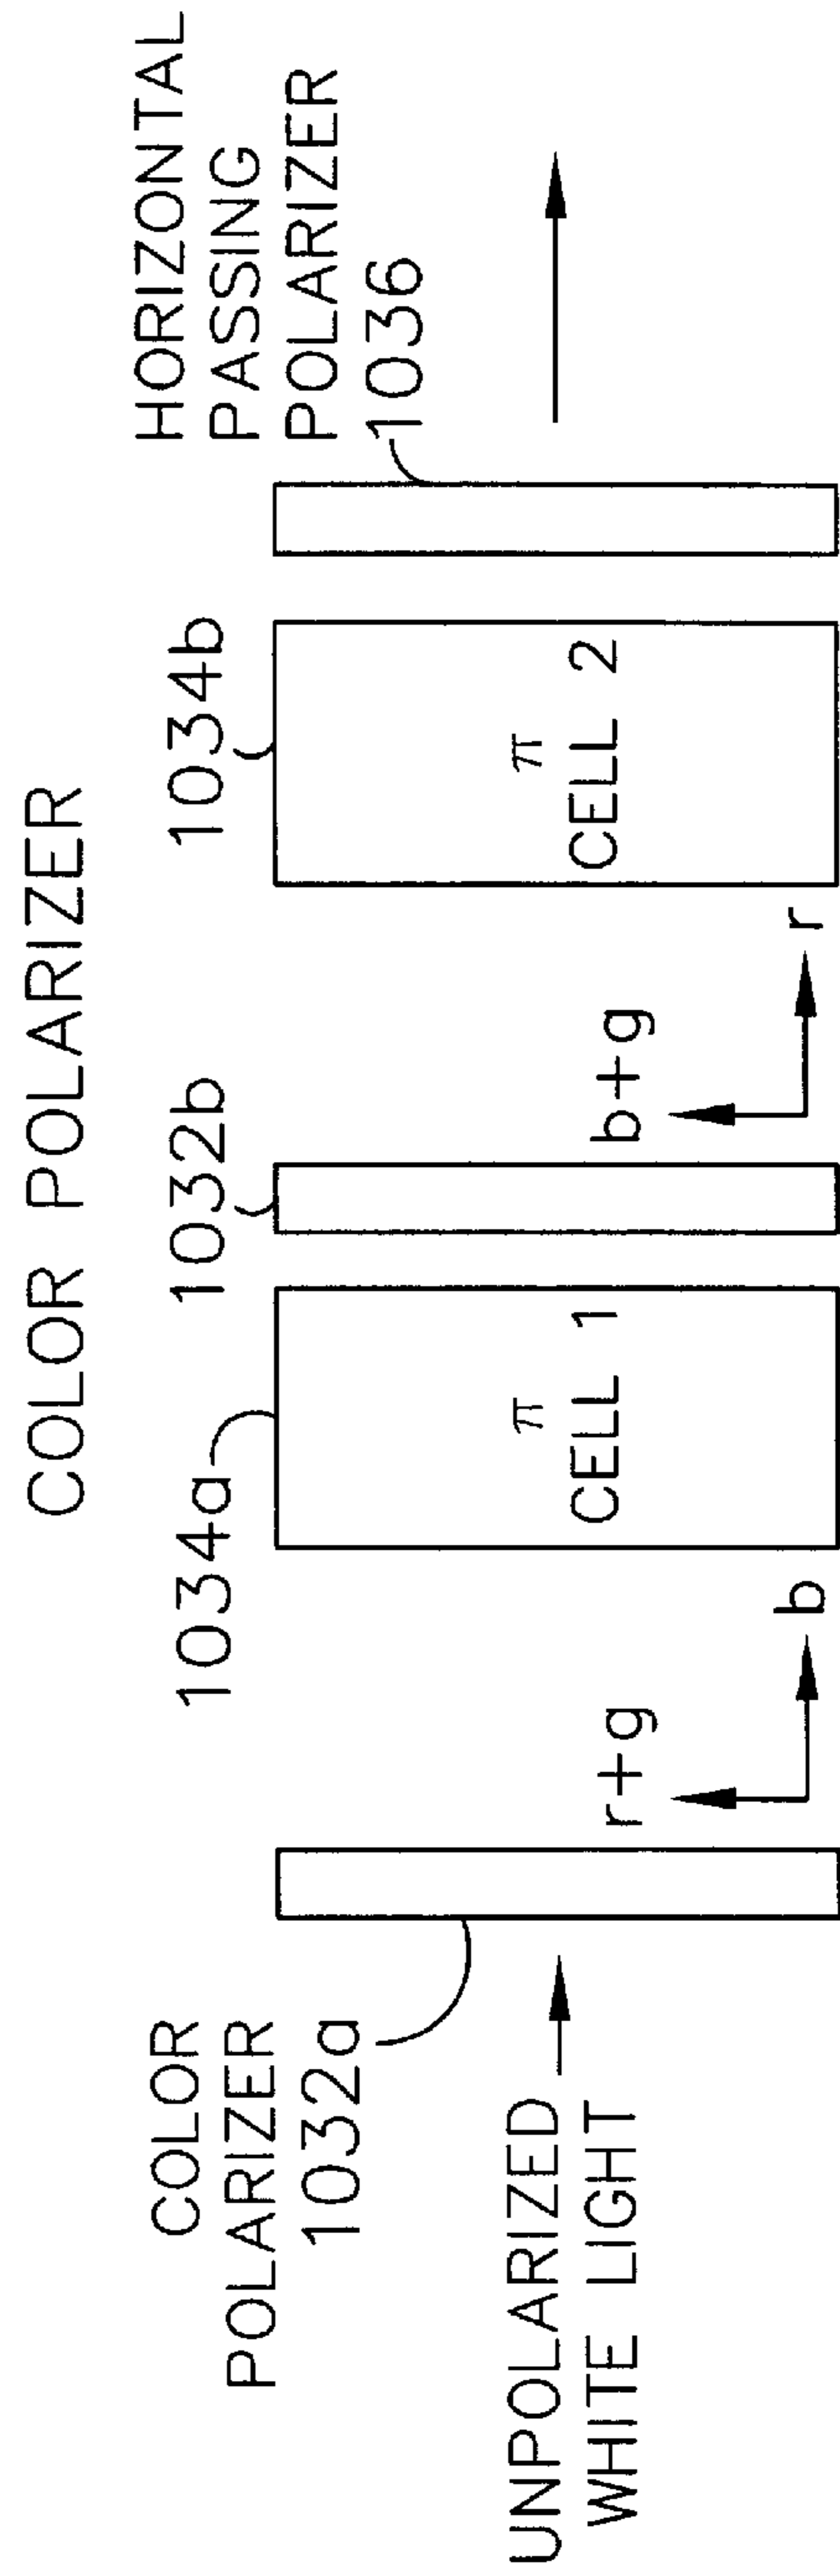 COLOR POLARIZER
COLOR
POLARIZER
1032a
1034a
1032b
1034b
HORIZONTAL
PASSING
POLARIZER
1036
UNPOLARIZED
WHITE LIGHT
r+g
b
π
CELL 1
b+g
r
π
CELL 2